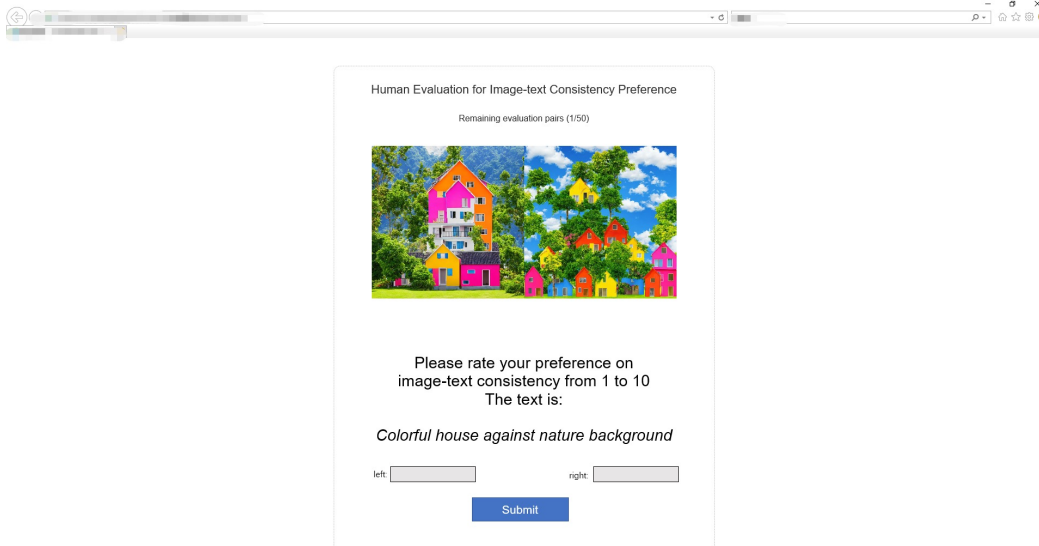 Human Evaluation for Image-text Consistency Preference
Remaining evaluation pairs (1/50)
Please rate your preference on
image-text consistency from 1 to 10
The text is:
Colorful house against nature background
left:
right:
Submit